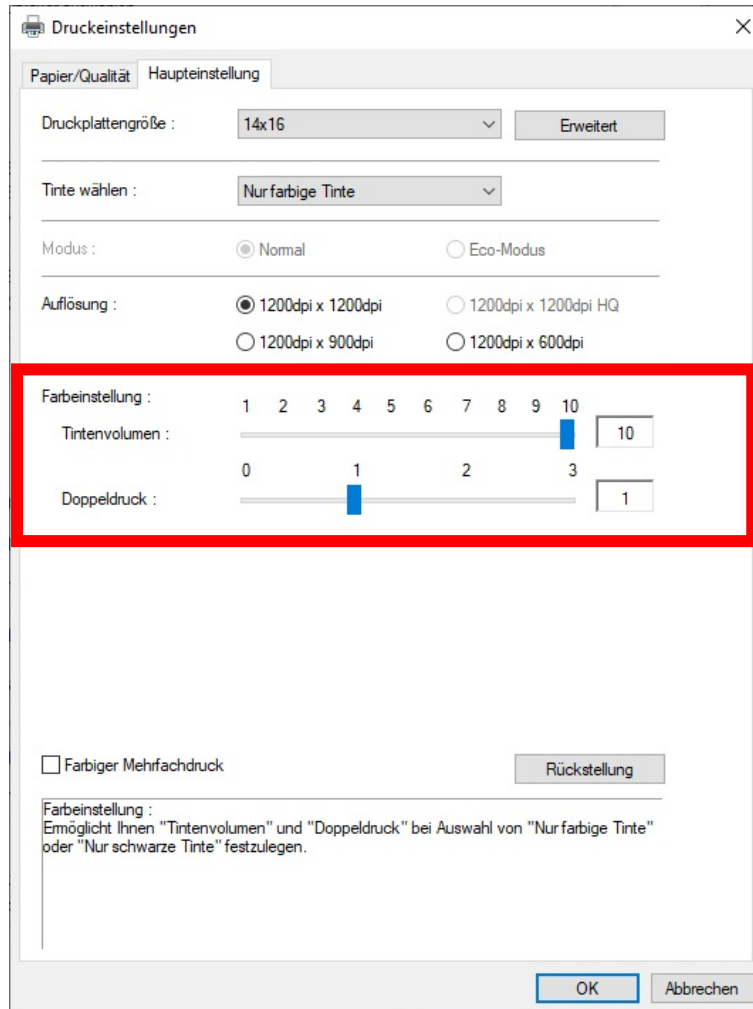 Druckeinstellungen
Papier/Qualität Haupteinstellung
Druckplattengröße : 14x16 Erweitert
Tinte wählen : Nur farbige Tinte
Modus : Normal Eco-Modus
Auflösung : 1200dpi x 1200dpi 1200dpi x 1200dpi HQ
1200dpi x 900dpi 1200dpi x 600dpi
Farbeinstellung : 1 2 3 4 5 6 7 8 9 10
Tintenvolumen : 10
0 1 2 3
Doppeldruck : 1
Farbiger Mehrfachdruck Rückstellung
Farbeinstellung :
Ermöglicht Ihnen "Tintenvolumen" und "Doppeldruck" bei Auswahl von "Nur farbige Tinte"
oder "Nur schwarze Tinte" festzulegen.
OK Abbrechen